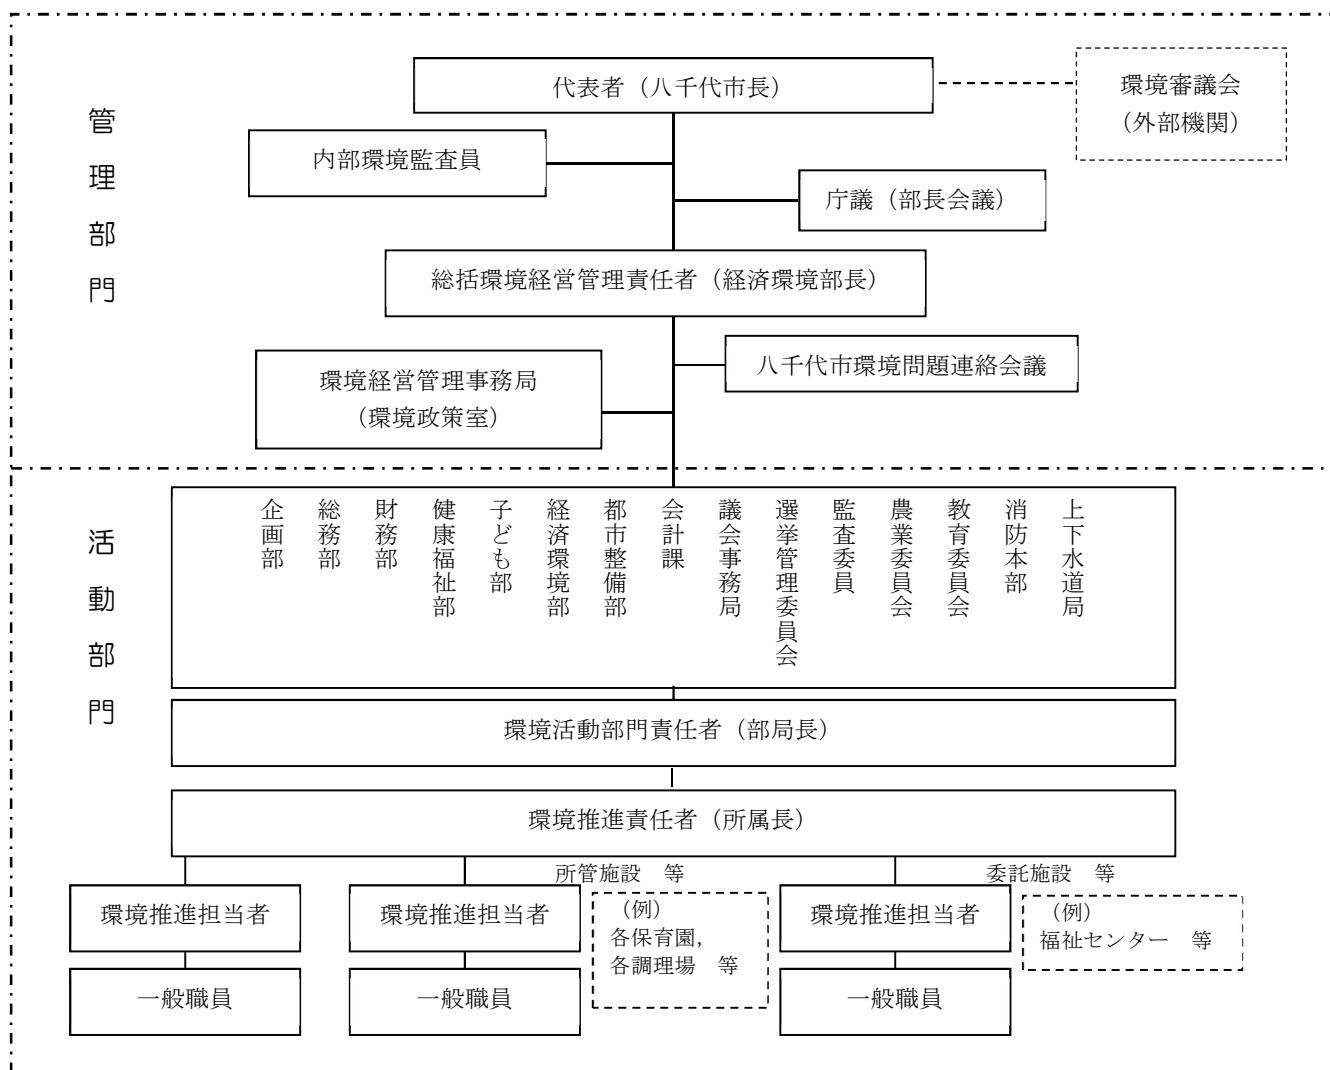 管理部門
代表者（八千代市長）
環境審議会
（外部機関）
内部環境監査員
庁議（部長会議）
総括環境経営管理責任者（経済環境部長）
環境経営管理事務局
（環境政策室）
八千代市環境問題連絡会議
活動部門
企画部
総務部
財務部
健康福祉部
子ども部
経済環境部
都市整備部
会計課
議会事務局
選挙管理委員会
監査委員
農業委員会
教育委員会
消防本部
上下水道局
環境活動部門責任者（部局長）
環境推進責任者（所属長）
所管施設　等
委託施設　等
環境推進担当者
環境推進担当者
（例）
各保育園，
各調理場　等
環境推進担当者
（例）
福祉センター　等
一般職員
一般職員
一般職員